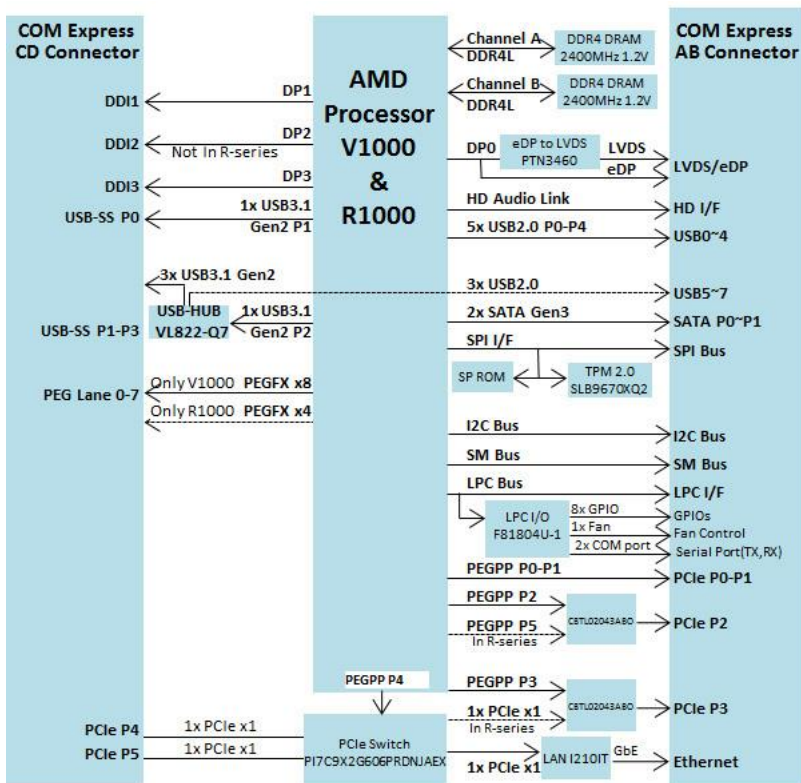 COM Express
CD Connector
DDI1
DDI2
DDI3
USB-SS P0
USB-SS P1-P3
PEG Lane 0-7
PCIe P4
PCIe P5
DP1
DP2
Not In R-series
DP3
1x USB3.1
Gen2 P1
3x USB3.1 Gen2
USB-HUB
VL822-Q7
1x USB3.1
Gen2 P2
Only V1000 PEGFX x8
Only R1000 PEGFX x4
1x PCIe x1
1x PCIe x1
AMD
Processor
V1000
&
R1000
PEGPP P4
PCIe Switch
PI7C9X2G606PRDNJAEX
Channel A
DDR4L
DDR4 DRAM
2400MHz 1.2V
Channel B
DDR4L
DDR4 DRAM
2400MHz 1.2V
DP0
eDP to LVDS
PTN3460
LVDS
eDP
HD Audio Link
5x USB2.0 P0-P4
3x USB2.0
2x SATA Gen3
SPI I/F
SP ROM
TPM 2.0
SLB9670XQ2
I2C Bus
SM Bus
LPC Bus
LPC I/O
F81804U-1
8x GPIO
1x Fan
2x COM port
PEGPP P0-P1
PEGPP P2
PEGPP P5
In R-series
CBTL02043ABO
PEGPP P3
1x PCIe x1
In R-series
CBTL02043ABO
1x PCIe x1
LAN I210IT
GbE
COM Express
AB Connector
LVDS/eDP
HD I/F
USB0~4
USB5~7
SATA P0~P1
SPI Bus
I2C Bus
SM Bus
LPC I/F
GPIOs
Fan Control
Serial Port(TX,RX)
PCIe P0-P1
PCIe P2
PCIe P3
Ethernet